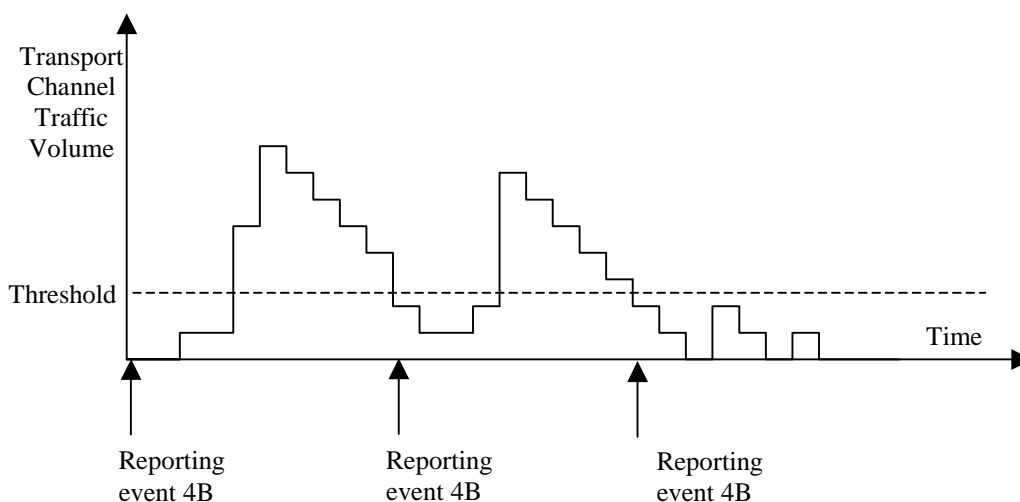 Transport
Channel
Traffic
Volume
Threshold
Time
Reporting
event 4B
Reporting
event 4B
Reporting
event 4B